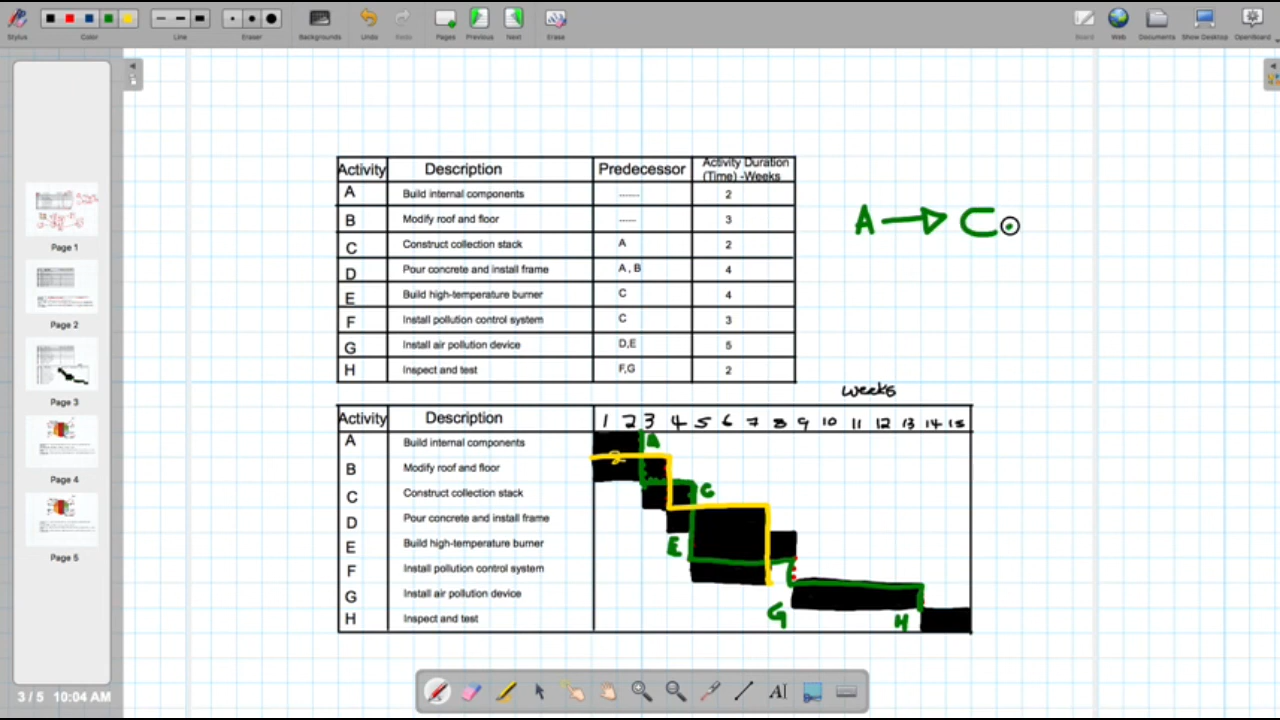 Stylus Color Line Eraser Backgrounds Undo Redo Pages Previous Next Erase Board Web Documents Show Desktop OpenBoard
Page 1
Page 2
Page 3
Page 4
Page 5
3 / 5 10:04 AM
Activity Description Predecessor Activity Duration (Time) -Weeks
A Build internal components ...... 2
B Modify roof and floor ...... 3
C Construct collection stack A 2
D Pour concrete and install frame A , B 4
E Build high-temperature burner C 4
F Install pollution control system C 3
G Install air pollution device D,E 5
H Inspect and test F,G 2
A → C
weeks
Activity Description 1 2 3 4 5 6 7 8 9 10 11 12 13 14 15
A Build internal components A
B Modify roof and floor 2
C Construct collection stack C
D Pour concrete and install frame
E Build high-temperature burner E
F Install pollution control system
G Install air pollution device G
H Inspect and test H
AI